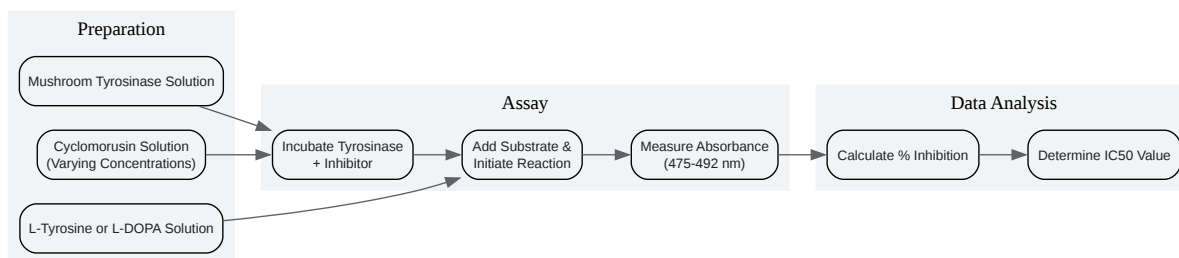 Preparation
Mushroom Tyrosinase Solution
Cyclomorusin Solution
(Varying Concentrations)
L-Tyrosine or L-DOPA Solution
Assay
Incubate Tyrosinase
+ Inhibitor
Add Substrate &
Initiate Reaction
Measure Absorbance
(475-492 nm)
Data Analysis
Calculate % Inhibition
Determine IC50 Value